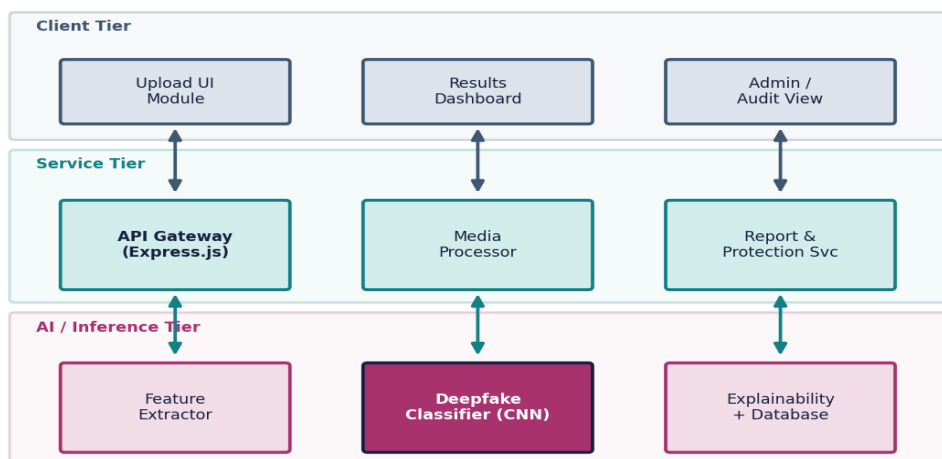 Client Tier
Upload UI
Module
Results
Dashboard
Admin /
Audit View
Service Tier
API Gateway
(Express.js)
Media
Processor
Report &
Protection Svc
AI / Inference Tier
Feature
Extractor
Deepfake
Classifier (CNN)
Explainability
+ Database